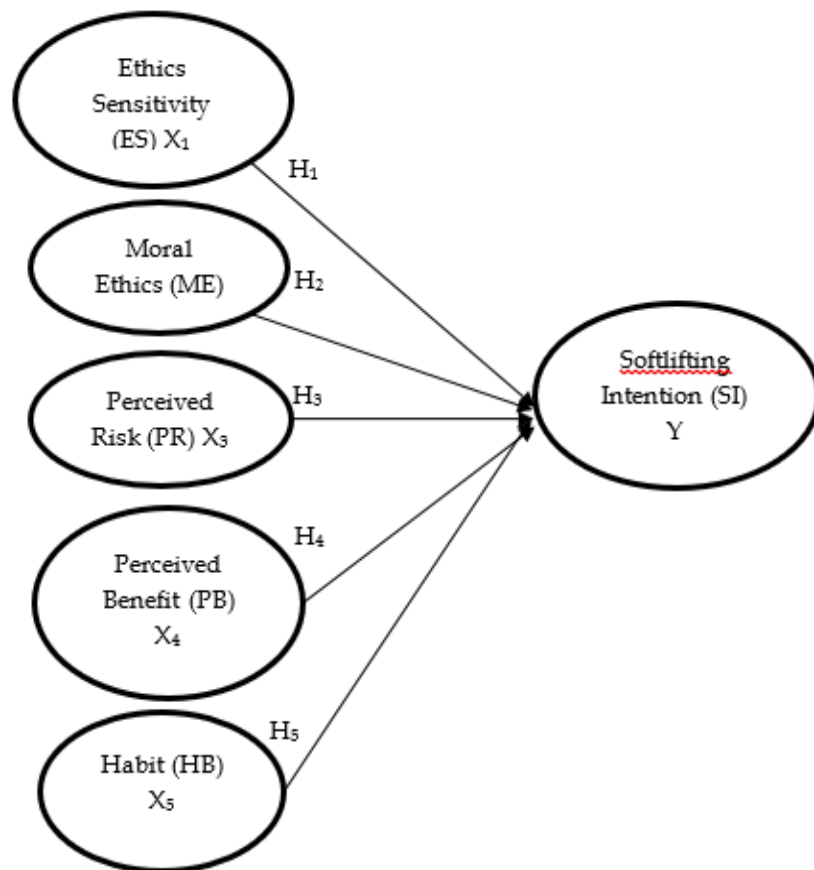 Ethics
Sensitivity
(ES) X₁
H₁
Moral
Ethics (ME)
H₂
Perceived
Risk (PR) X₃
H₃
Softlifting
Intention (SI)
Y
Perceived
Benefit (PB)
X₄
H₄
Habit (HB)
X₅
H₅